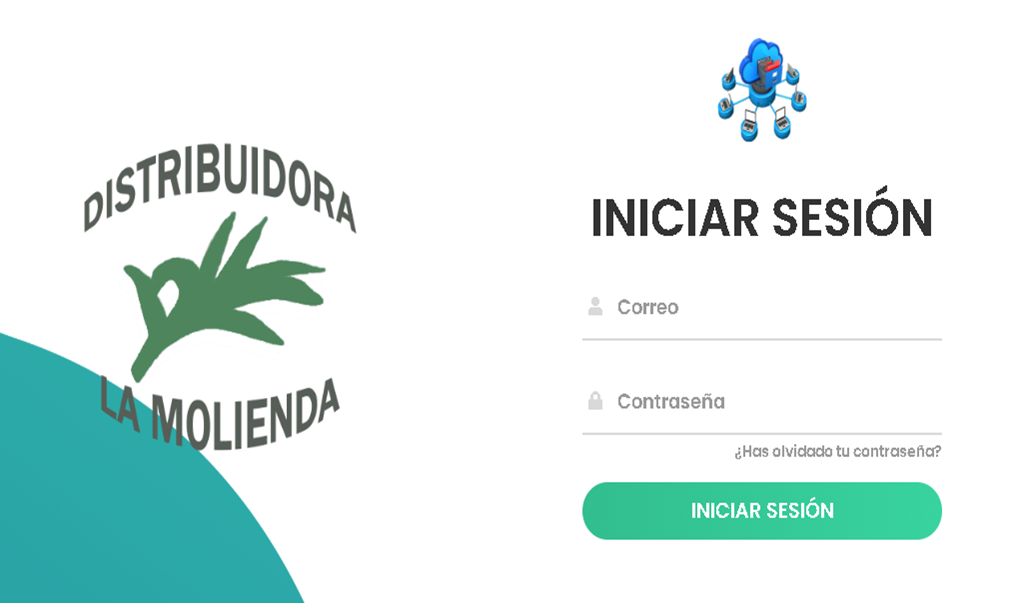 DISTRIBUIDORA
LA MOLIENDA
INICIAR SESIÓN
Correo
Contraseña
¿Has olvidado tu contraseña?
INICIAR SESIÓN